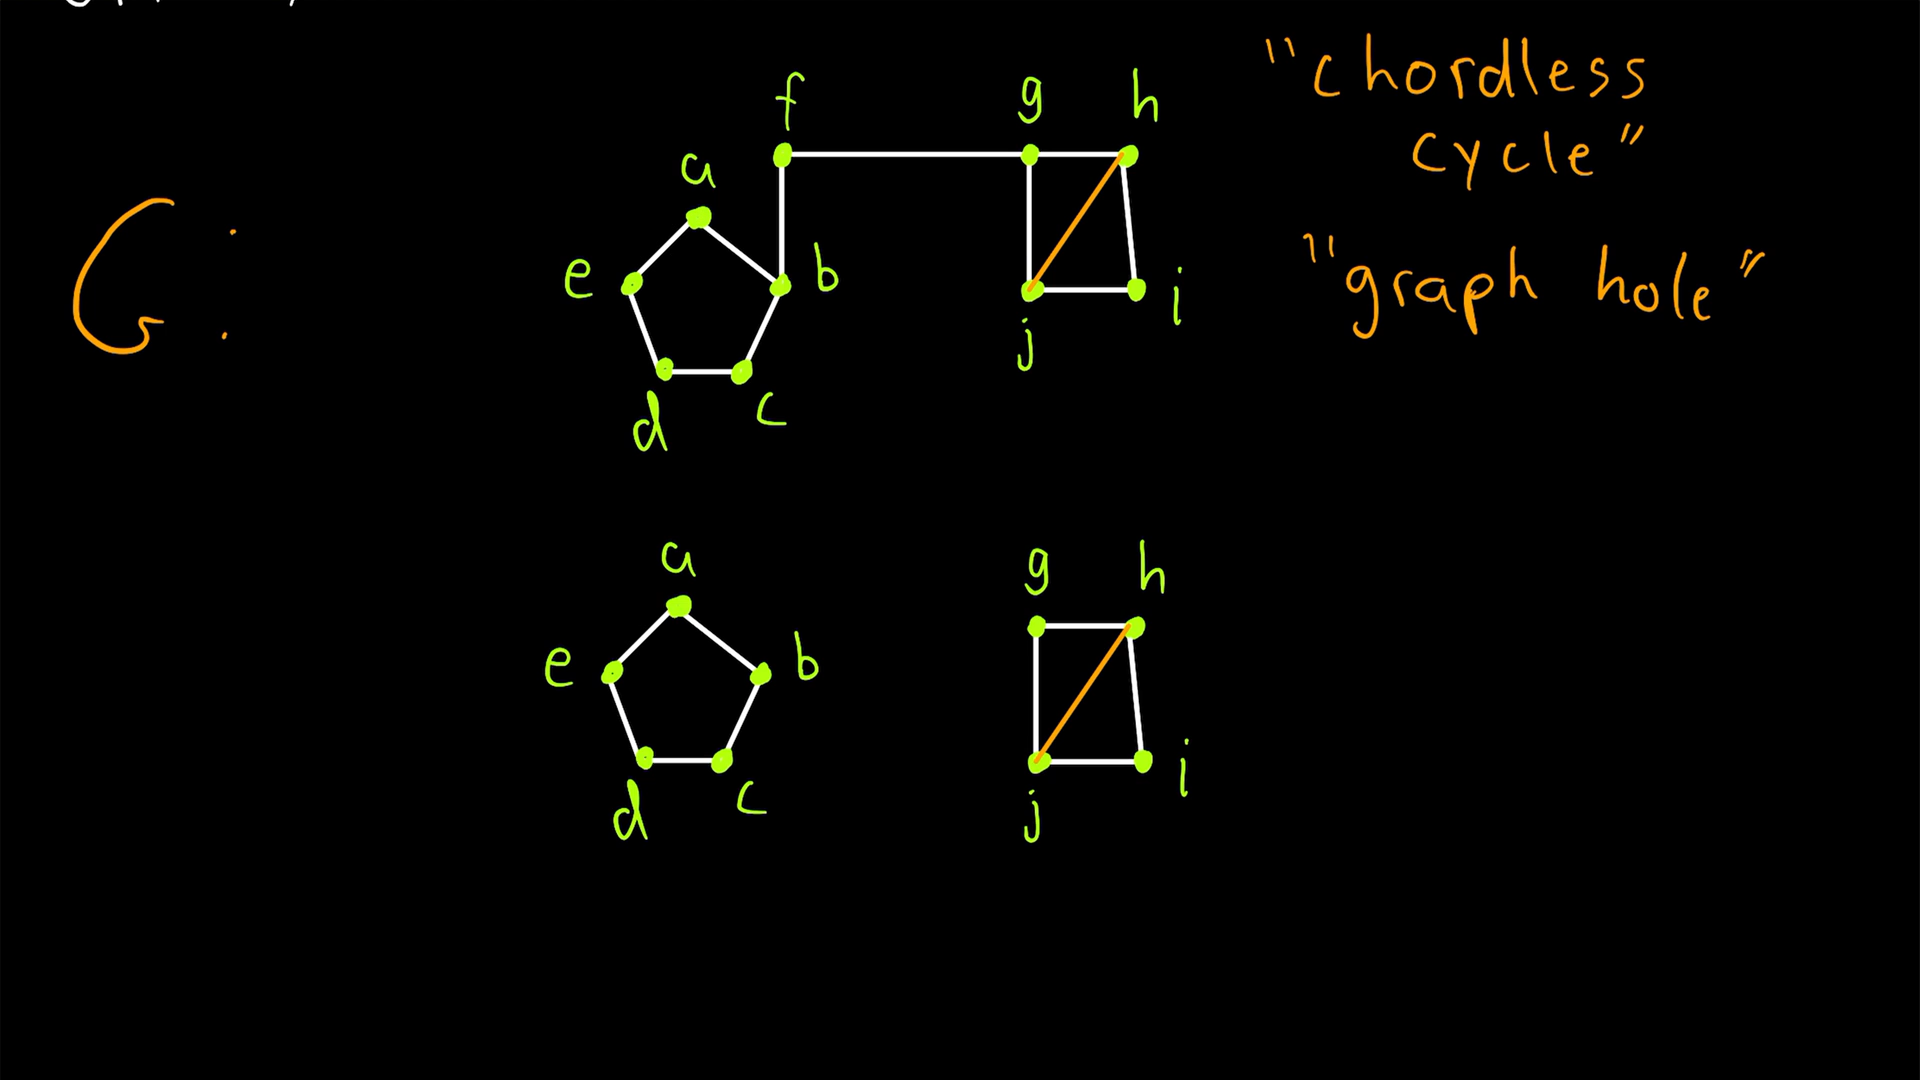 f g h
"chordless
cycle"
a
G:
e b
"graph hole"
j i
d c
a g h
e b
i
d c j